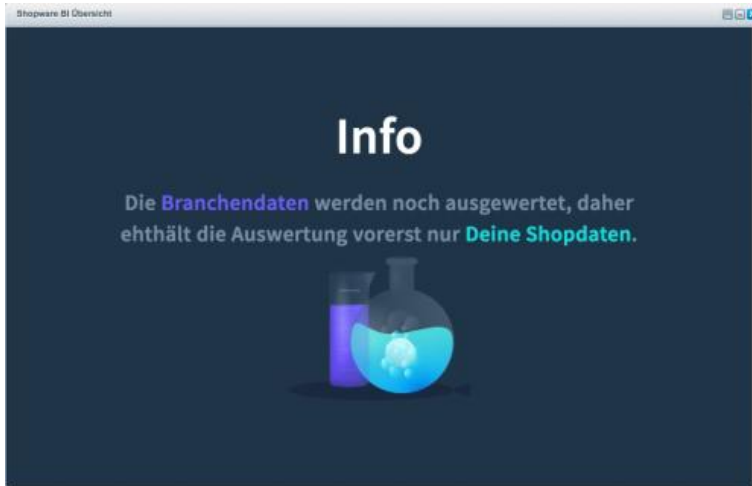 Shopware BI Übersicht
Info
Die Branchendaten werden noch ausgewertet, daher
ehthält die Auswertung vorerst nur Deine Shopdaten.